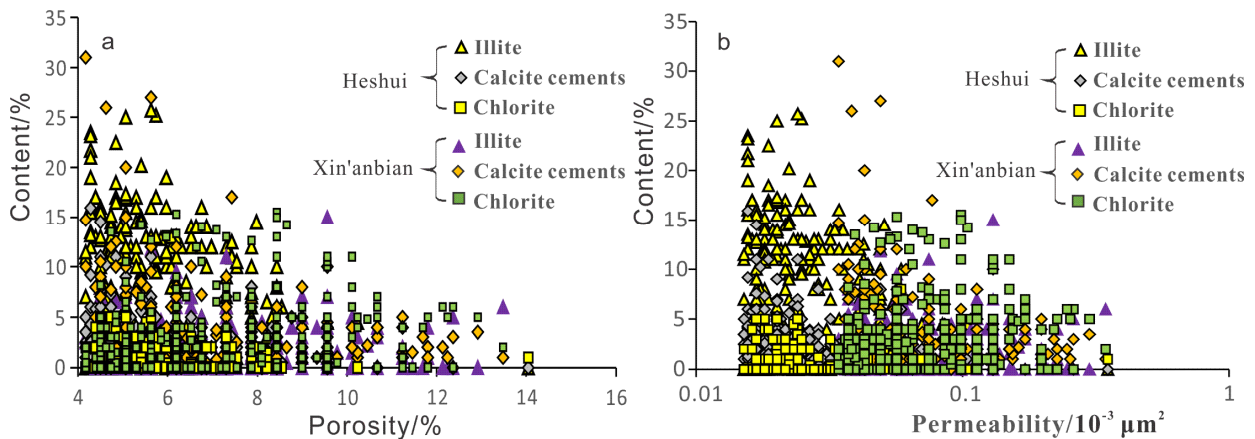 a
Content/%
35
30
25
20
15
10
5
0
4
6
8
10
12
14
16
Porosity/%
Heshui
Illite
Calcite cements
Chlorite
Xin'anbian
Illite
Calcite cements
Chlorite
b
Content/%
35
30
25
20
15
10
5
0
0.01
0.1
1
Permeability/10⁻³ μm²
Heshui
Illite
Calcite cements
Chlorite
Xin'anbian
Illite
Calcite cements
Chlorite